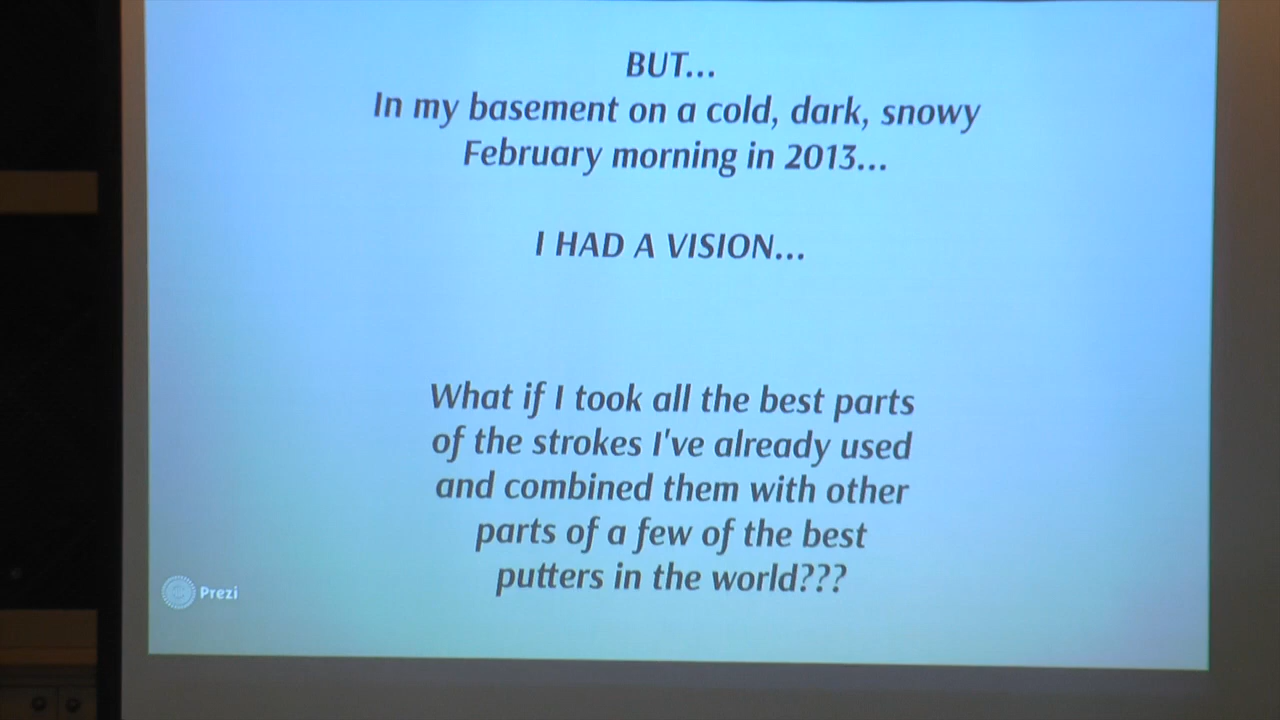 BUT...
In my basement on a cold, dark, snowy
February morning in 2013...
I HAD A VISION...
What if I took all the best parts
of the strokes I've already used
and combined them with other
parts of a few of the best
putters in the world???
Prezi